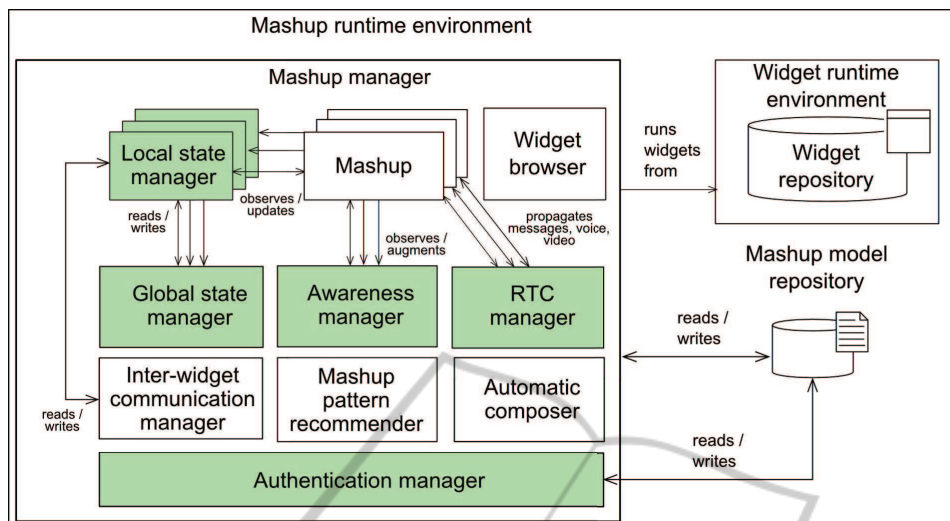 Mashup runtime environment
Mashup manager
Local state
manager
Mashup
Widget
browser
observes /
updates
reads /
writes
observes /
augments
propagates
messages, voice,
video
Global state
manager
Awareness
manager
RTC
manager
Inter-widget
communication
manager
Mashup
pattern
recommender
Automatic
composer
reads /
writes
Authentication manager
runs
widgets
from
Widget runtime
environment
Widget
repository
Mashup model
repository
reads /
writes
reads /
writes